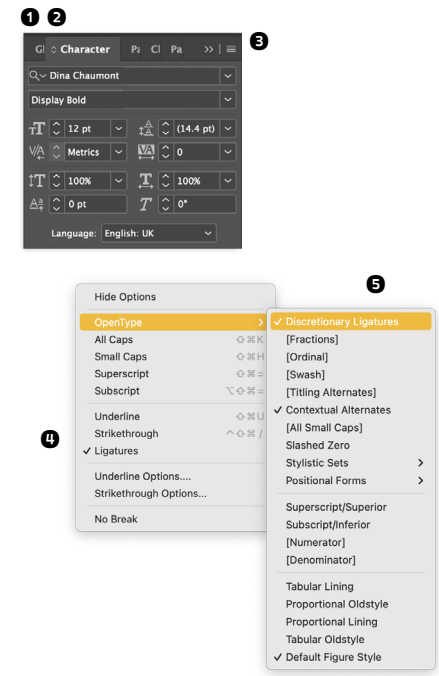 1 2
Gl Character Pa Cl Pa
3
Dina Chaumont
Display Bold
12 pt (14.4 pt)
Metrics 0
100% 100%
0 pt 0°
Language: English: UK
5
Hide Options
OpenType
All Caps ⇧⌘K
Small Caps ⇧⌘H
Superscript ⇧⌘=
Subscript ⌥⇧⌘=
Underline ⇧⌘U
Strikethrough ^⇧⌘/
4
✓ Ligatures
Underline Options....
Strikethrough Options...
No Break
✓ Discretionary Ligatures
[Fractions]
[Ordinal]
[Swash]
[Titling Alternates]
✓ Contextual Alternates
[All Small Caps]
Slashed Zero
Stylistic Sets
Positional Forms
Superscript/Superior
Subscript/Inferior
[Numerator]
[Denominator]
Tabular Lining
Proportional Oldstyle
Proportional Lining
Tabular Oldstyle
✓ Default Figure Style